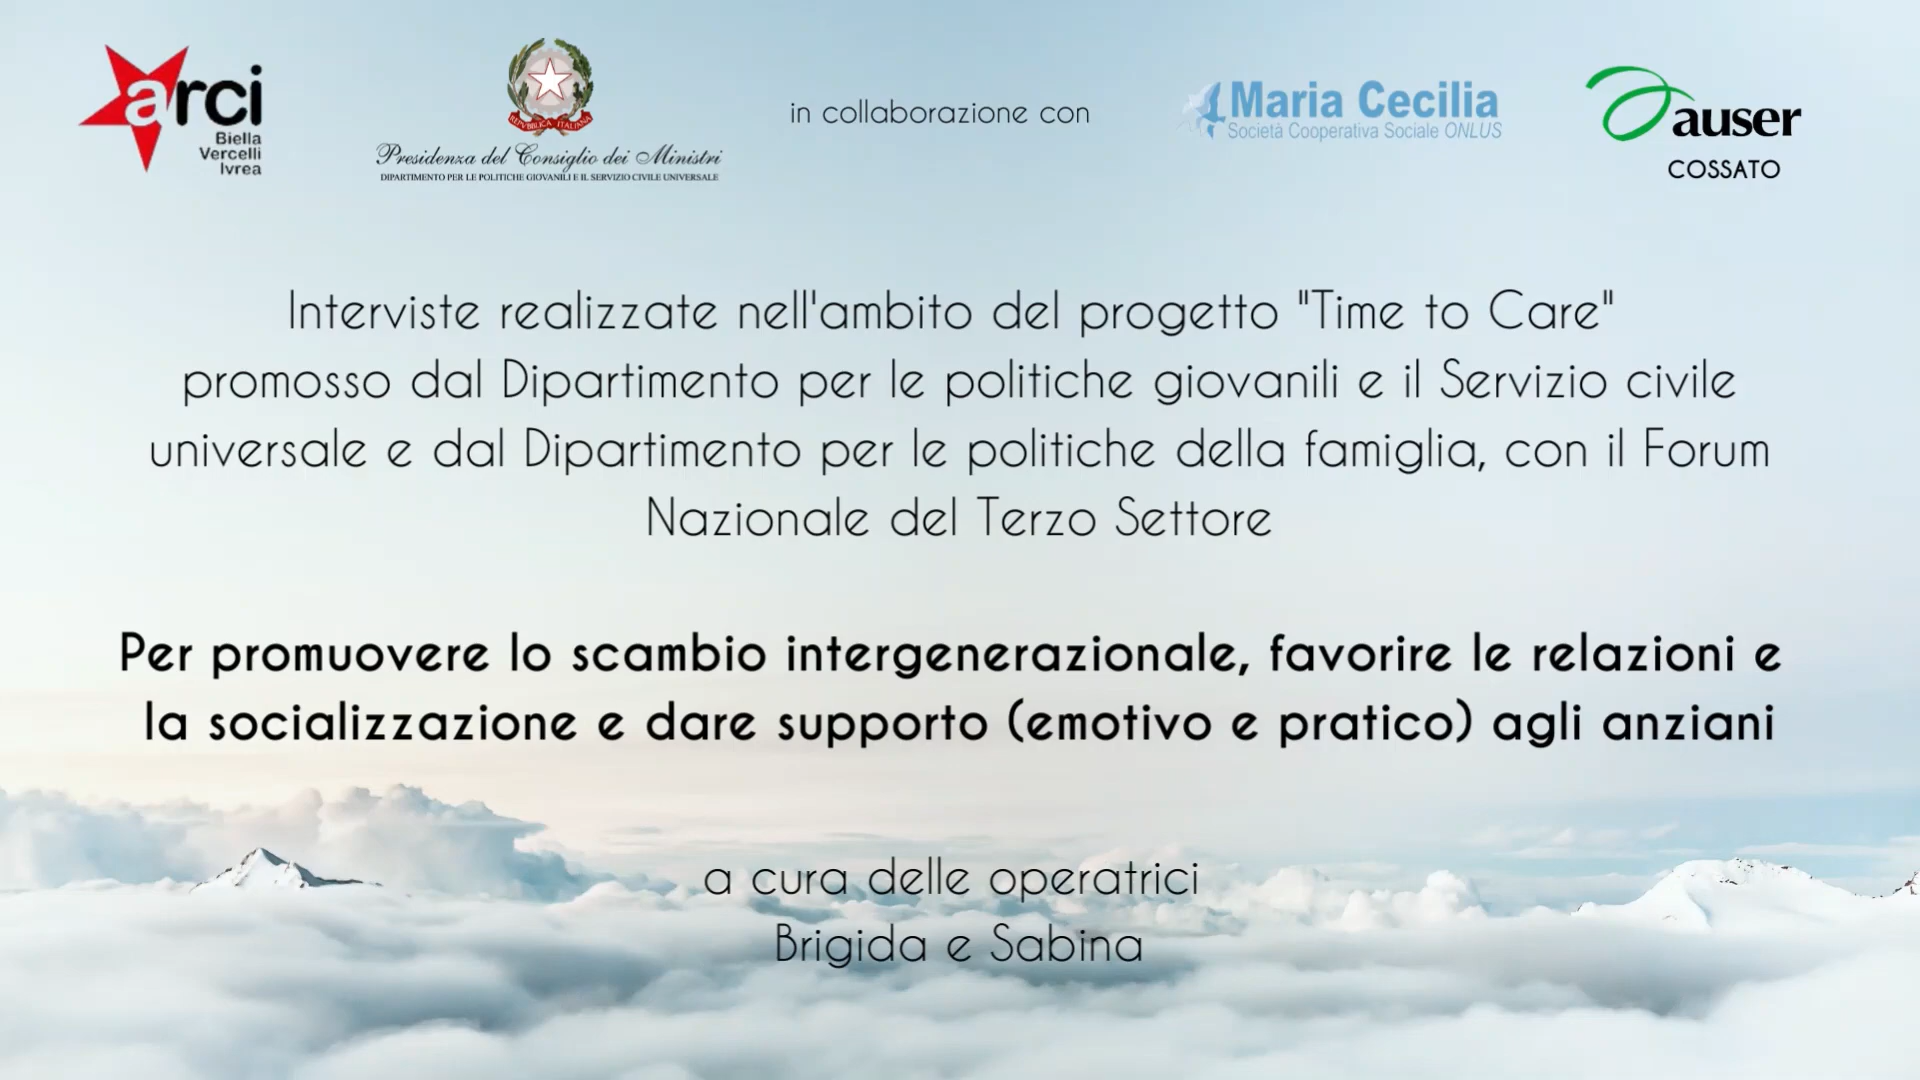 arci
Biella
Vercelli
Ivrea
REPVBBLICA ITALIANA
Presidenza del Consiglio dei Ministri
DIPARTIMENTO PER LE POLITICHE GIOVANILI E IL SERVIZIO CIVILE UNIVERSALE
in collaborazione con
Maria Cecilia
Società Cooperativa Sociale ONLUS
auser
COSSATO
Interviste realizzate nell'ambito del progetto "Time to Care"
promosso dal Dipartimento per le politiche giovanili e il Servizio civile
universale e dal Dipartimento per le politiche della famiglia, con il Forum
Nazionale del Terzo Settore
Per promuovere lo scambio intergenerazionale, favorire le relazioni e
la socializzazione e dare supporto (emotivo e pratico) agli anziani
a cura delle operatrici
Brigida e Sabina